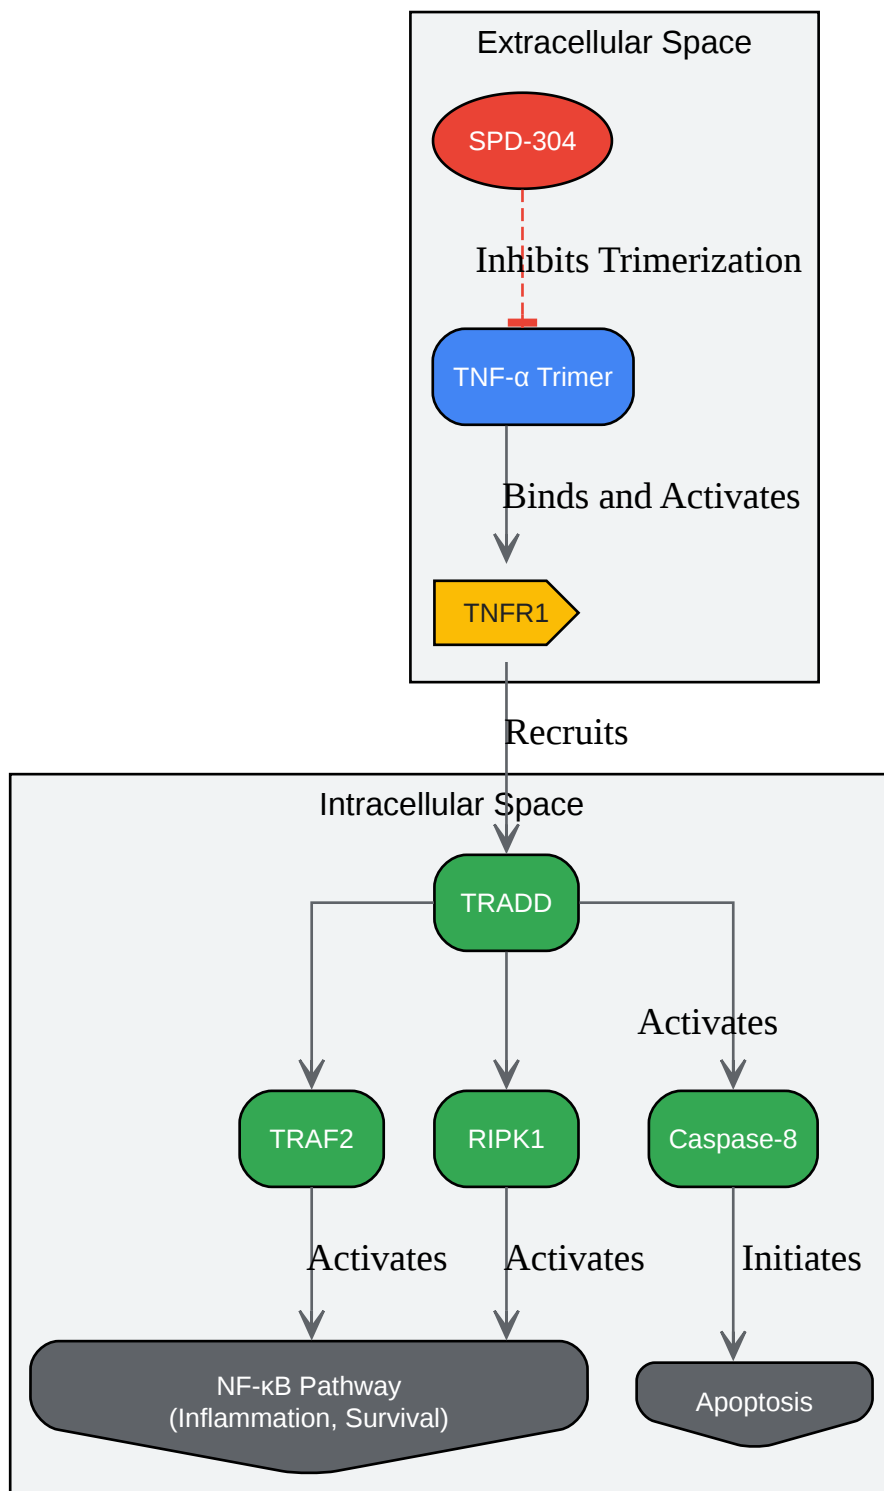 Extracellular Space
SPD-304
Inhibits Trimerization
TNF-α Trimer
Binds and Activates
TNFR1
Recruits
Intracellular Space
TRADD
Activates
TRAF2
RIPK1
Caspase-8
Activates
Activates
Initiates
NF-κB Pathway
(Inflammation, Survival)
Apoptosis